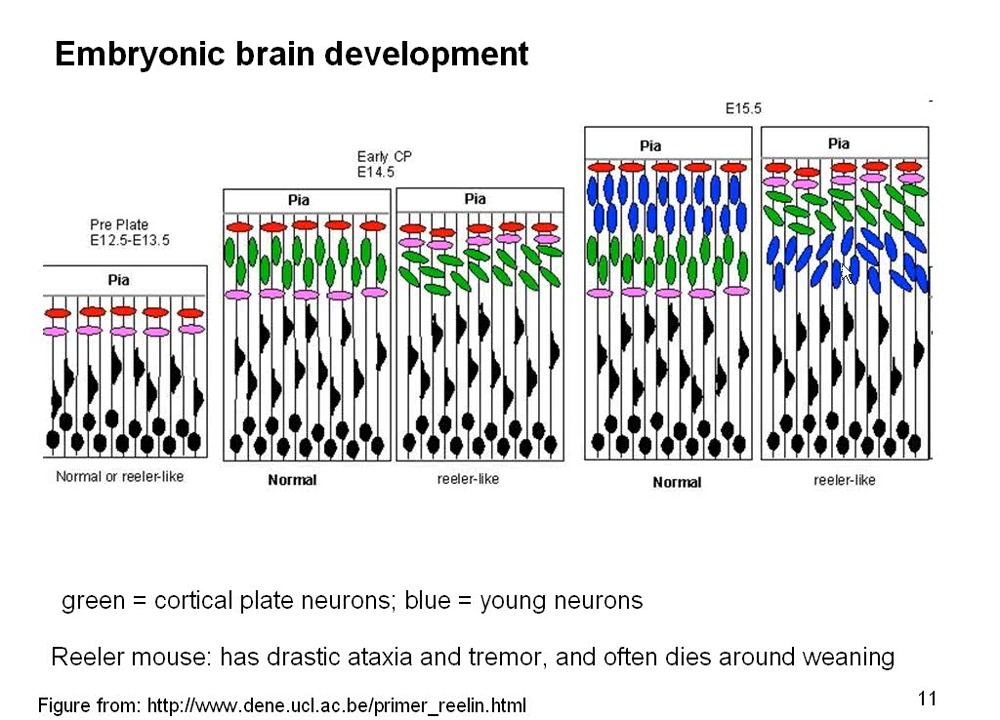 Embryonic brain development
E15.5
Early CP
E14.5
Pre Plate
E12.5-E13.5
Pia
Pia
Pia
Pia
Pia
Normal or reeler-like
Normal
reeler-like
Normal
reeler-like
green = cortical plate neurons; blue = young neurons
Reeler mouse: has drastic ataxia and tremor, and often dies around weaning
Figure from: http://www.dene.ucl.ac.be/primer_reelin.html
11